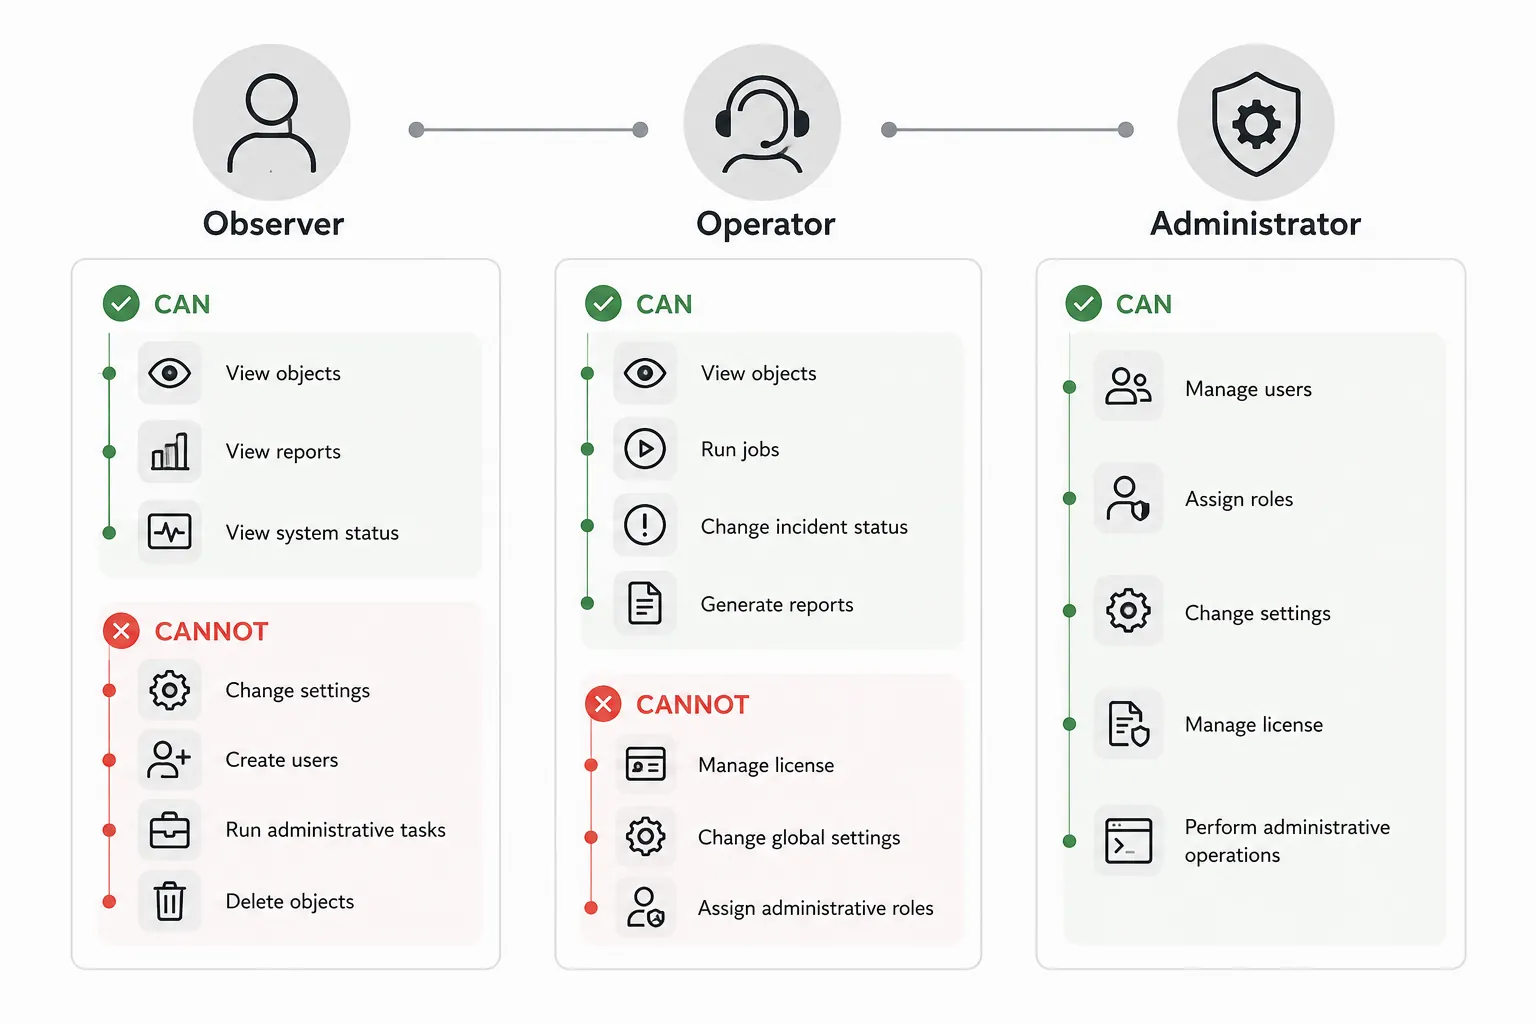 Observer
Operator
Administrator
CAN
View objects
View reports
View system status
CANNOT
Change settings
Create users
Run administrative tasks
Delete objects
CAN
View objects
Run jobs
Change incident status
Generate reports
CANNOT
Manage license
Change global settings
Assign administrative roles
CAN
Manage users
Assign roles
Change settings
Manage license
Perform administrative
operations